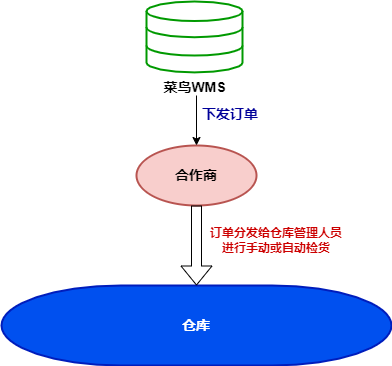 菜鸟WMS
下发订单
合作商
订单分发给仓库管理人员
进行手动或自动检货
仓库